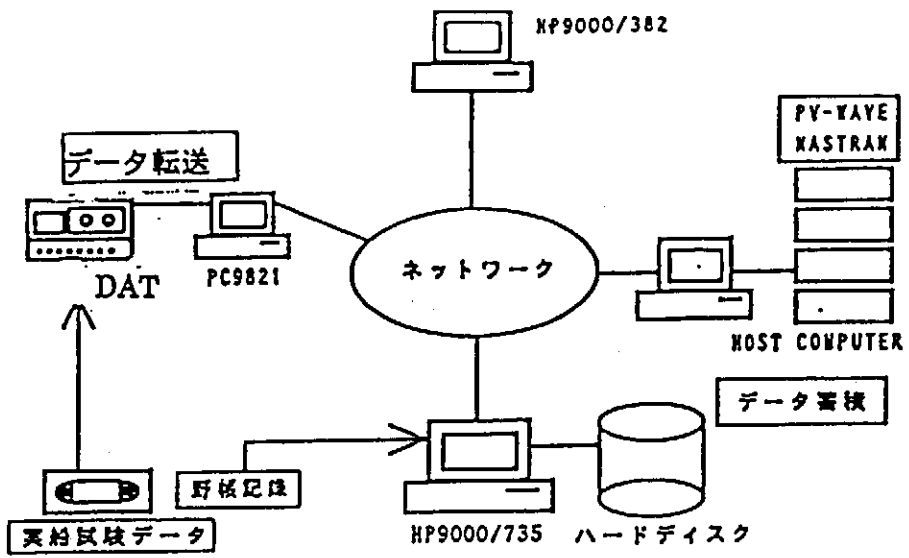 HP9000/382
PV-WAVE
NASTRAN
データ転送
DAT
PC9821
ネットワーク
HOST COMPUTER
データ蓄積
野帳記録
実船試験データ
HP9000/735
ハードディスク